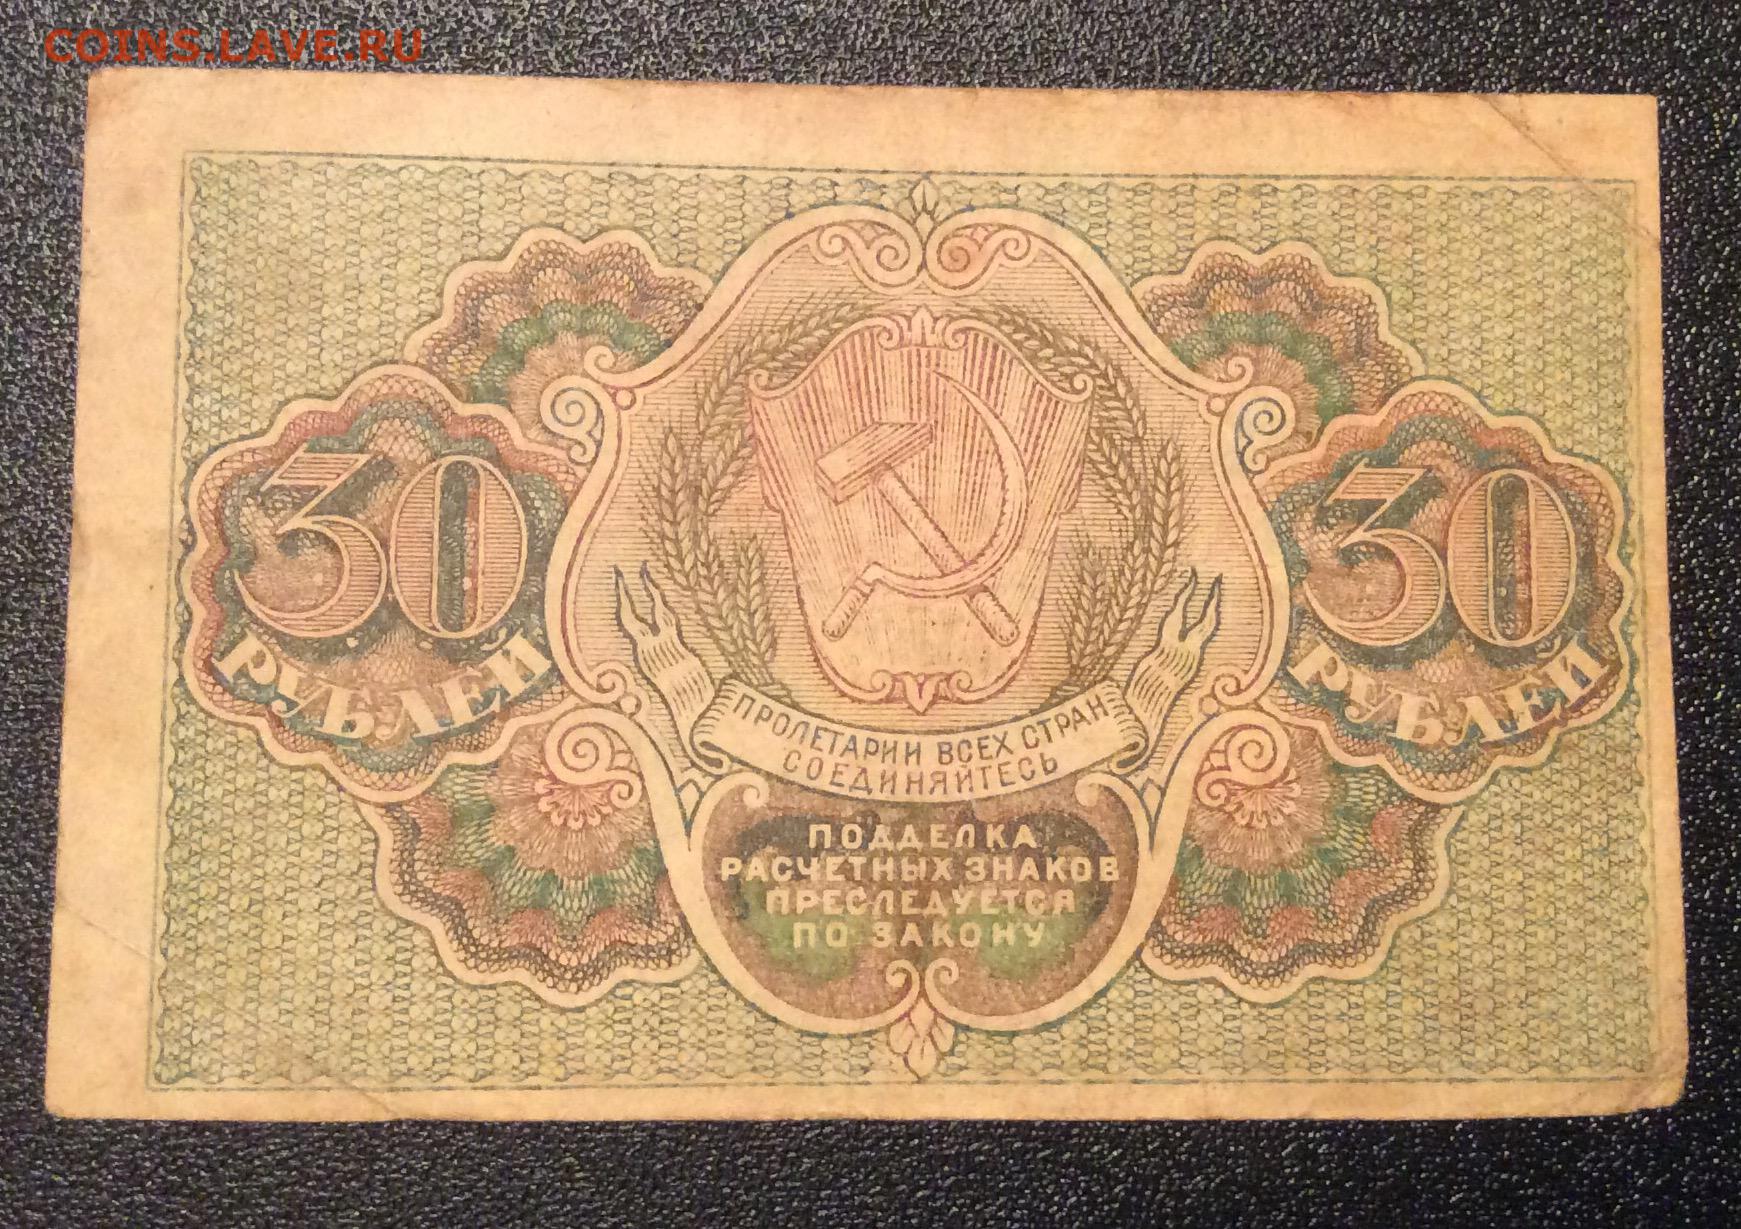 COINS.LAVE.RU
30
РУБЛЕЙ
30
РУБЛЕЙ
ПРОЛЕТАРИИ ВСЕХ СТРАН
СОЕДИНЯЙТЕСЬ
ПОДДЕЛКА
РАСЧЕТНЫХ ЗНАКОВ
ПРЕСЛЕДУЕТСЯ
ПО ЗАКОНУ